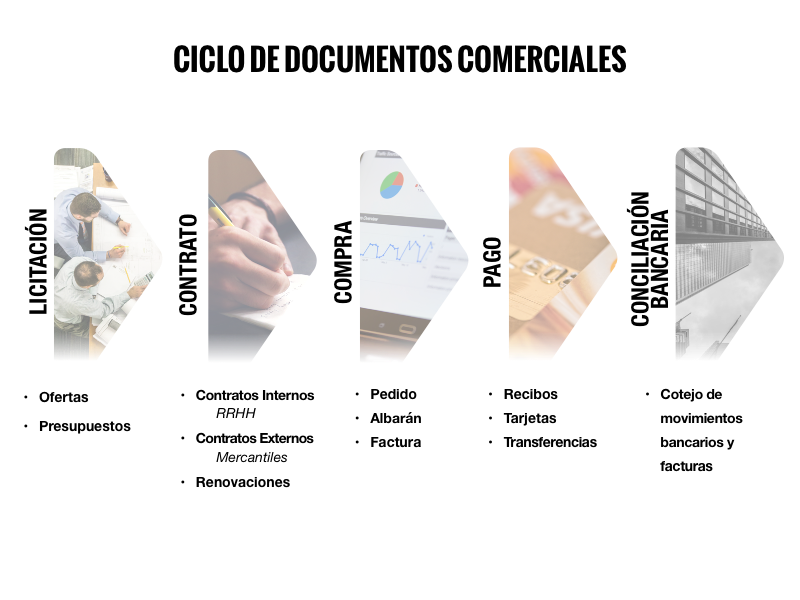 CICLO DE DOCUMENTOS COMERCIALES
LICITACIÓN
• Ofertas
• Presupuestos
CONTRATO
• Contratos Internos
RRHH
• Contratos Externos
Mercantiles
• Renovaciones
COMPRA
• Pedido
• Albarán
• Factura
PAGO
VISA
• Recibos
• Tarjetas
• Transferencias
CONCILIACIÓN
BANCARIA
• Cotejo de
movimientos
bancarios y
facturas